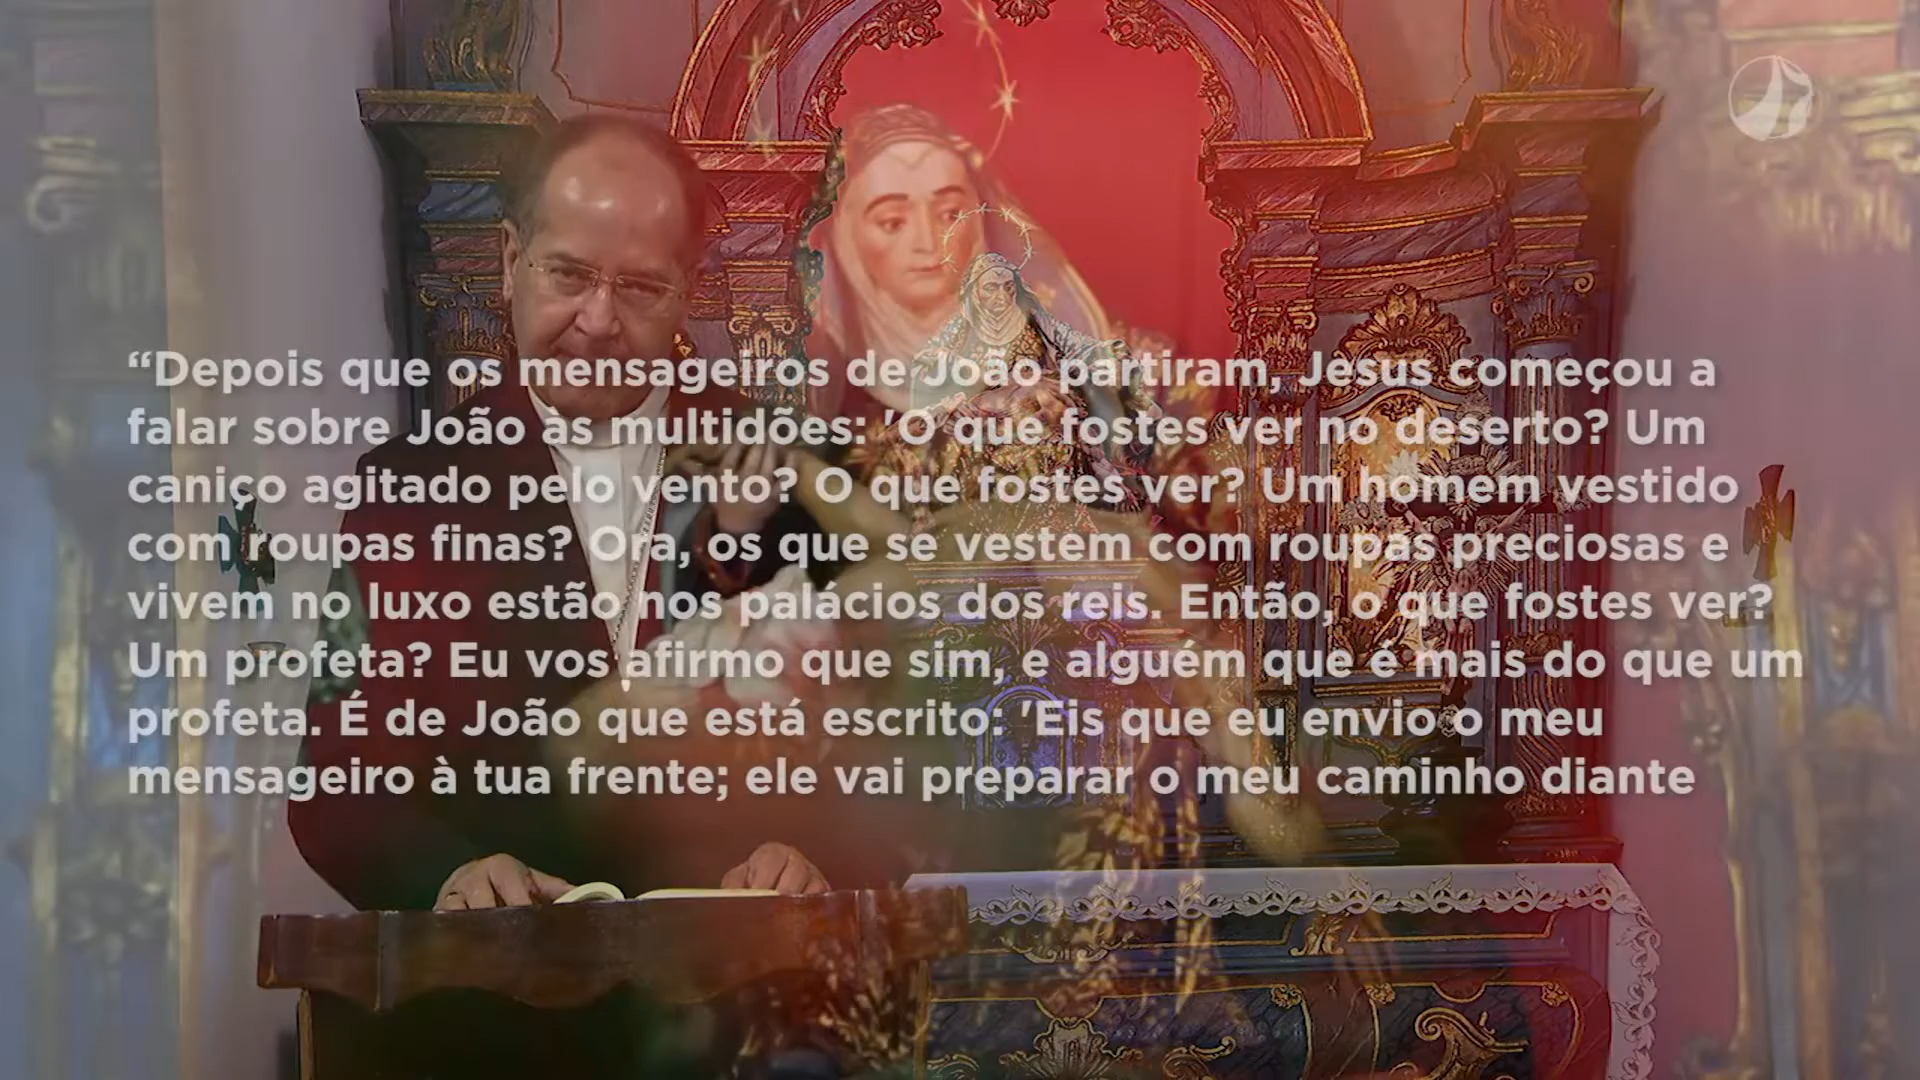 “Depois que os mensageiros de João partiram, Jesus começou a
falar sobre João às multidões: 'O que fostes ver no deserto? Um
caniço agitado pelo vento? O que fostes ver? Um homem vestido
com roupas finas? Ora, os que se vestem com roupas preciosas e
vivem no luxo estão nos palácios dos reis. Então, o que fostes ver?
Um profeta? Eu vos afirmo que sim, e alguém que é mais do que um
profeta. É de João que está escrito: 'Eis que eu envio o meu
mensageiro à tua frente; ele vai preparar o meu caminho diante